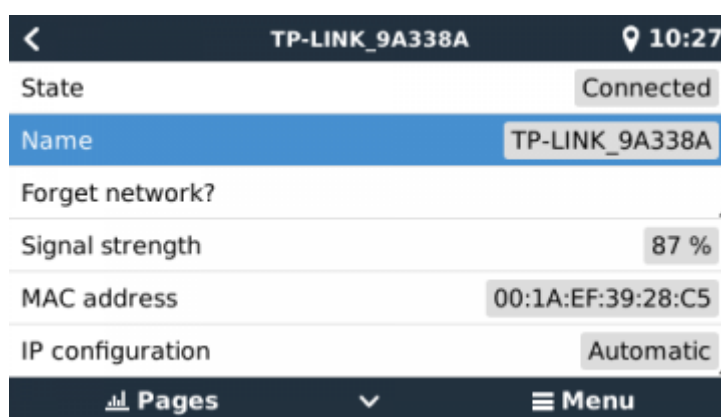 TP-LINK_9A338A 10:27
State Connected
Name TP-LINK_9A338A
Forget network?
Signal strength 87 %
MAC address 00:1A:EF:39:28:C5
IP configuration Automatic
Pages Menu